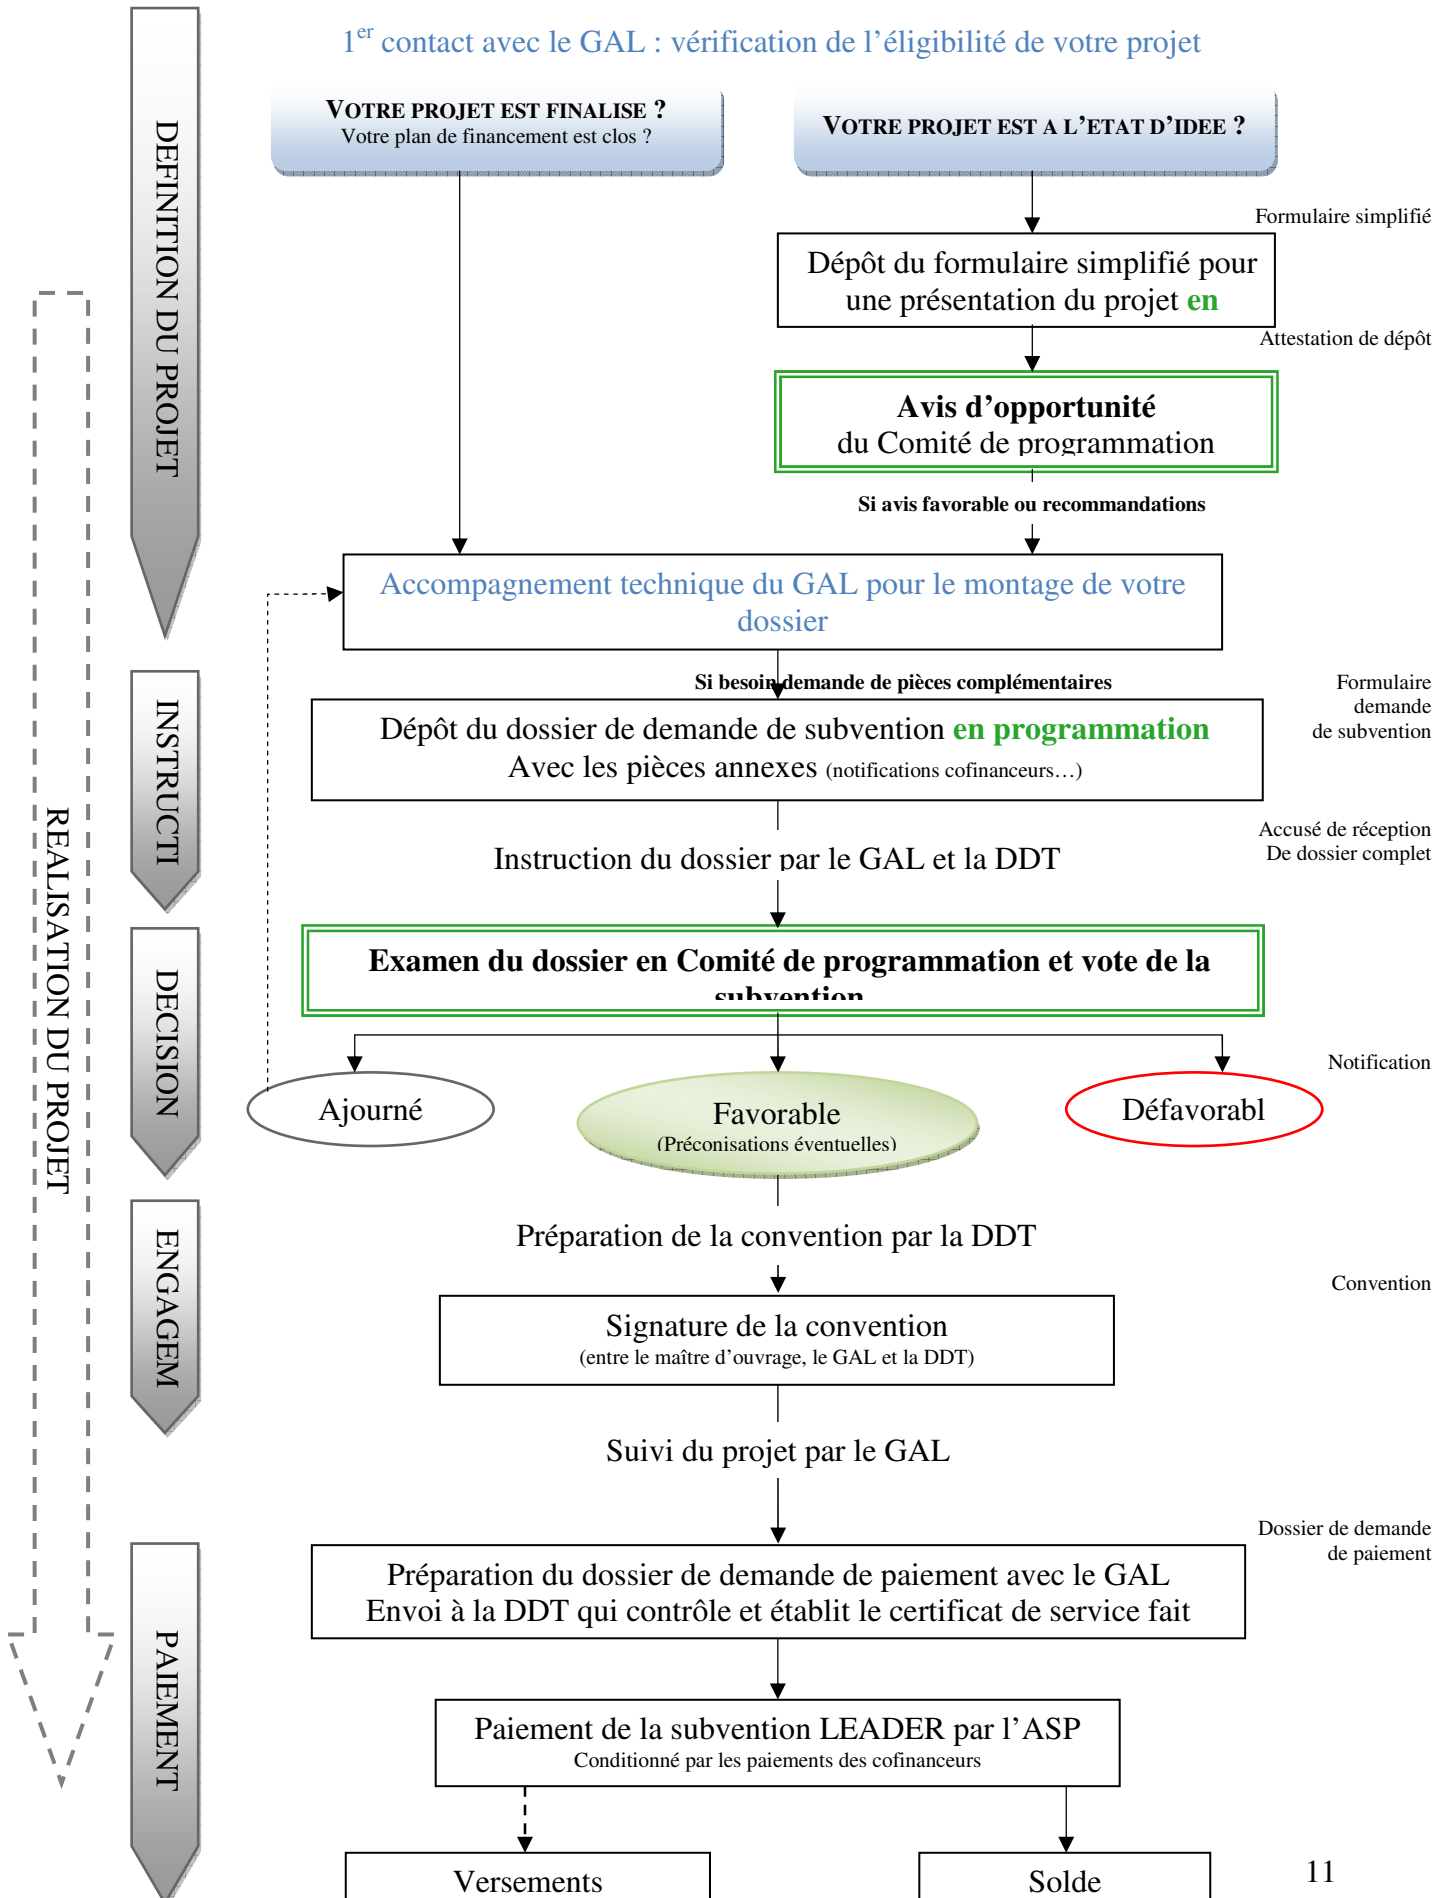 1er contact avec le GAL : vérification de l’éligibilité de votre projet
VOTRE PROJET EST FINALISE ?
Votre plan de financement est clos ?
VOTRE PROJET EST A L’ETAT D’IDEE ?
DEFINITION DU PROJET
Formulaire simplifié
Dépôt du formulaire simplifié pour
une présentation du projet en
Attestation de dépôt
Avis d’opportunité
du Comité de programmation
Si avis favorable ou recommandations
Accompagnement technique du GAL pour le montage de votre
dossier
Si besoin demande de pièces complémentaires
Formulaire
demande
de subvention
INSTRUCTI
Dépôt du dossier de demande de subvention en programmation
Avec les pièces annexes (notifications cofinanceurs…)
REALISATION DU PROJET
Accusé de réception
De dossier complet
Instruction du dossier par le GAL et la DDT
DECISION
Examen du dossier en Comité de programmation et vote de la
subvention
Notification
Ajourné
Favorable
(Préconisations éventuelles)
Défavorabl
ENGAGEM
Préparation de la convention par la DDT
Convention
Signature de la convention
(entre le maître d’ouvrage, le GAL et la DDT)
Suivi du projet par le GAL
Dossier de demande
de paiement
PAIEMENT
Préparation du dossier de demande de paiement avec le GAL
Envoi à la DDT qui contrôle et établit le certificat de service fait
Paiement de la subvention LEADER par l’ASP
Conditionné par les paiements des cofinanceurs
Versements
Solde
11